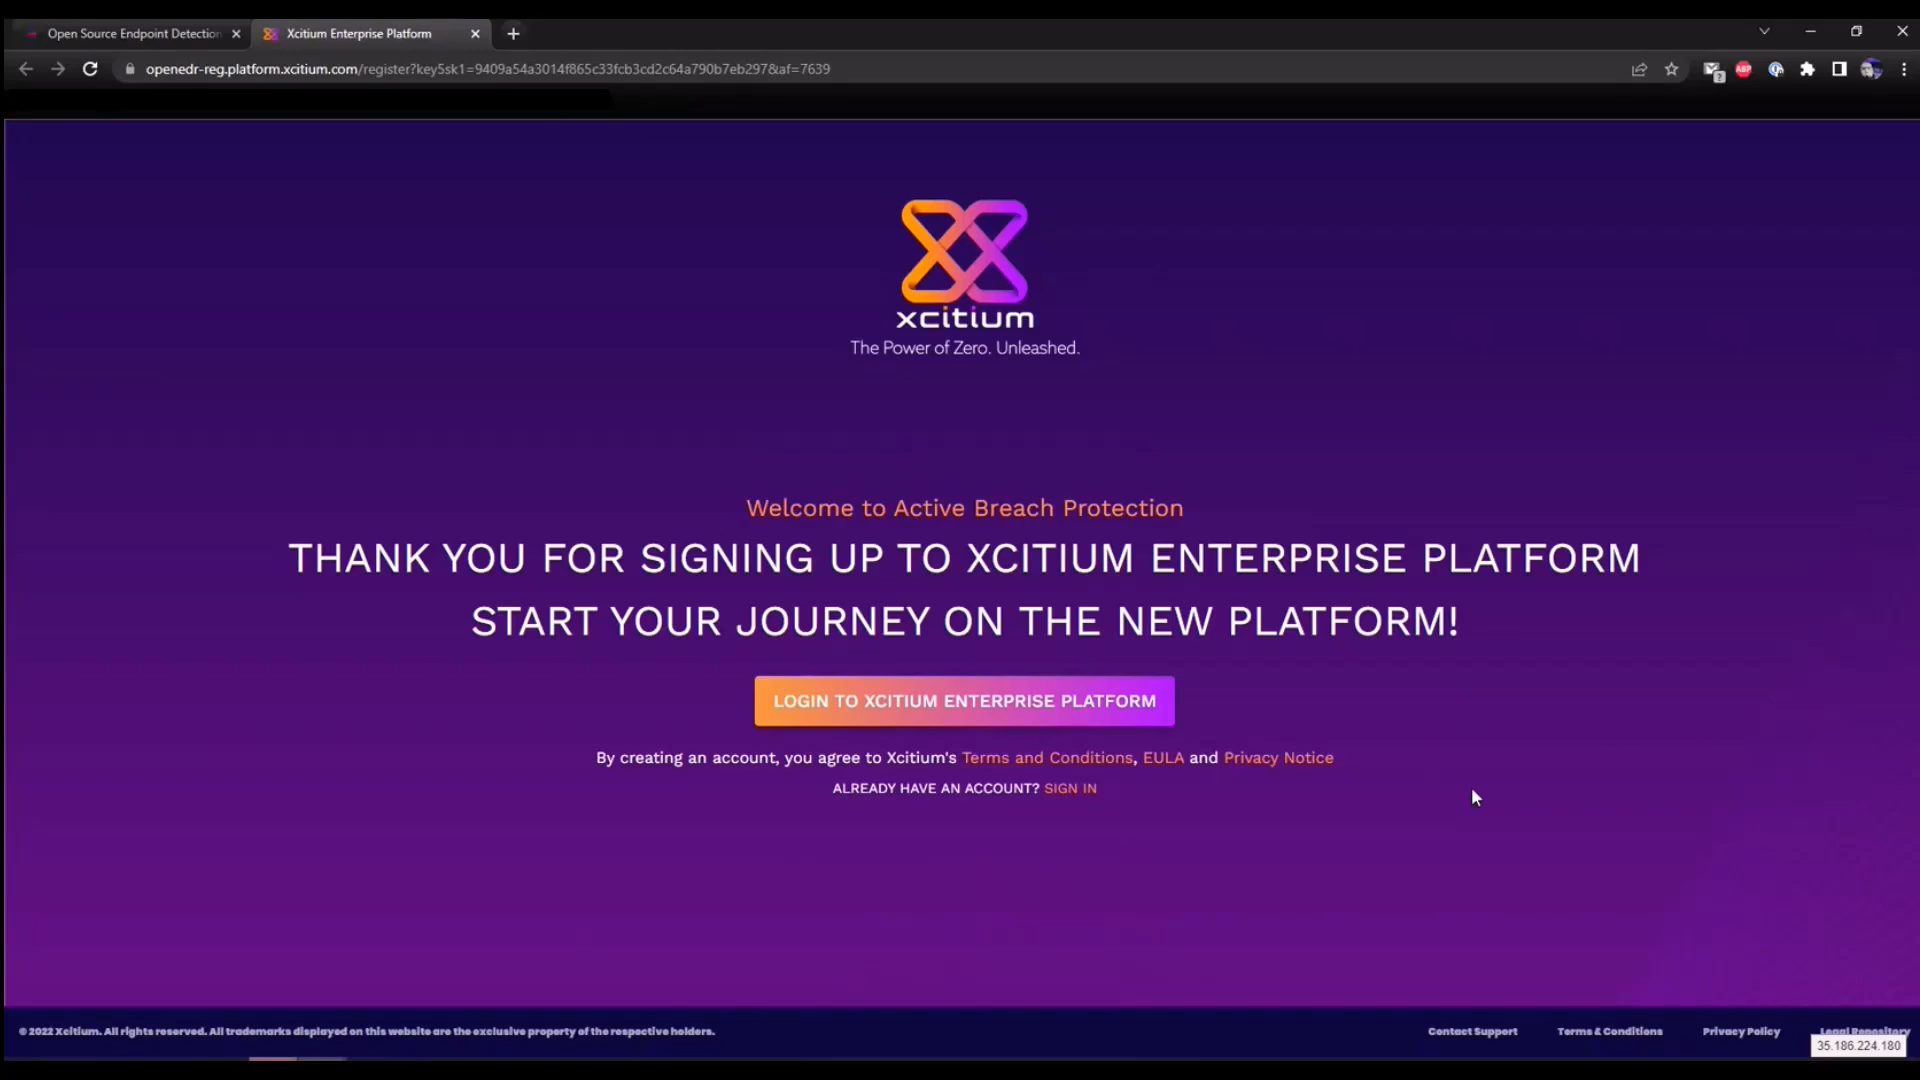 Open Source Endpoint Detection
Xcitium Enterprise Platform
openedr-reg.platform.xcitium.com/register?key5sk1=9409a54a3014f865c33fcb3cd2c64a790b7eb297&af=7639
ABP
xcitium
The Power of Zero. Unleashed.
Welcome to Active Breach Protection
THANK YOU FOR SIGNING UP TO XCITIUM ENTERPRISE PLATFORM
START YOUR JOURNEY ON THE NEW PLATFORM!
LOGIN TO XCITIUM ENTERPRISE PLATFORM
By creating an account, you agree to Xcitium's Terms and Conditions, EULA and Privacy Notice
ALREADY HAVE AN ACCOUNT? SIGN IN
© 2022 Xcitium. All rights reserved. All trademarks displayed on this website are the exclusive property of the respective holders.
Contact Support
Terms & Conditions
Privacy Policy
Legal Repository
35.186.224.180